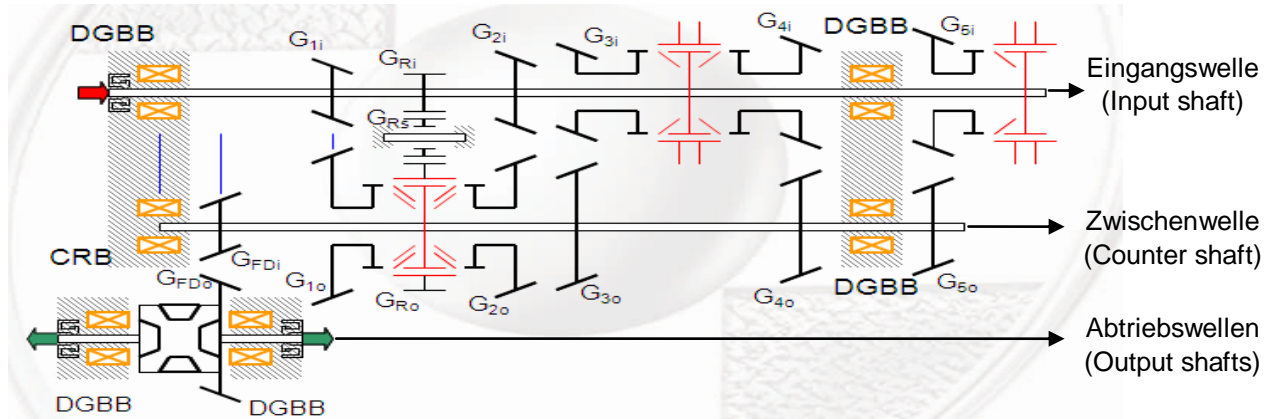 DGBB
G1i
GRi
G2i
G3i
G4i
DGBB
G5i
Eingangswelle
(Input shaft)
GRs
CRB
GFDo
GFDi
G1o
GRo
G2o
G3o
G4o
DGBB
G5o
Zwischenwelle
(Counter shaft)
Abtriebswellen
(Output shafts)
DGBB
DGBB